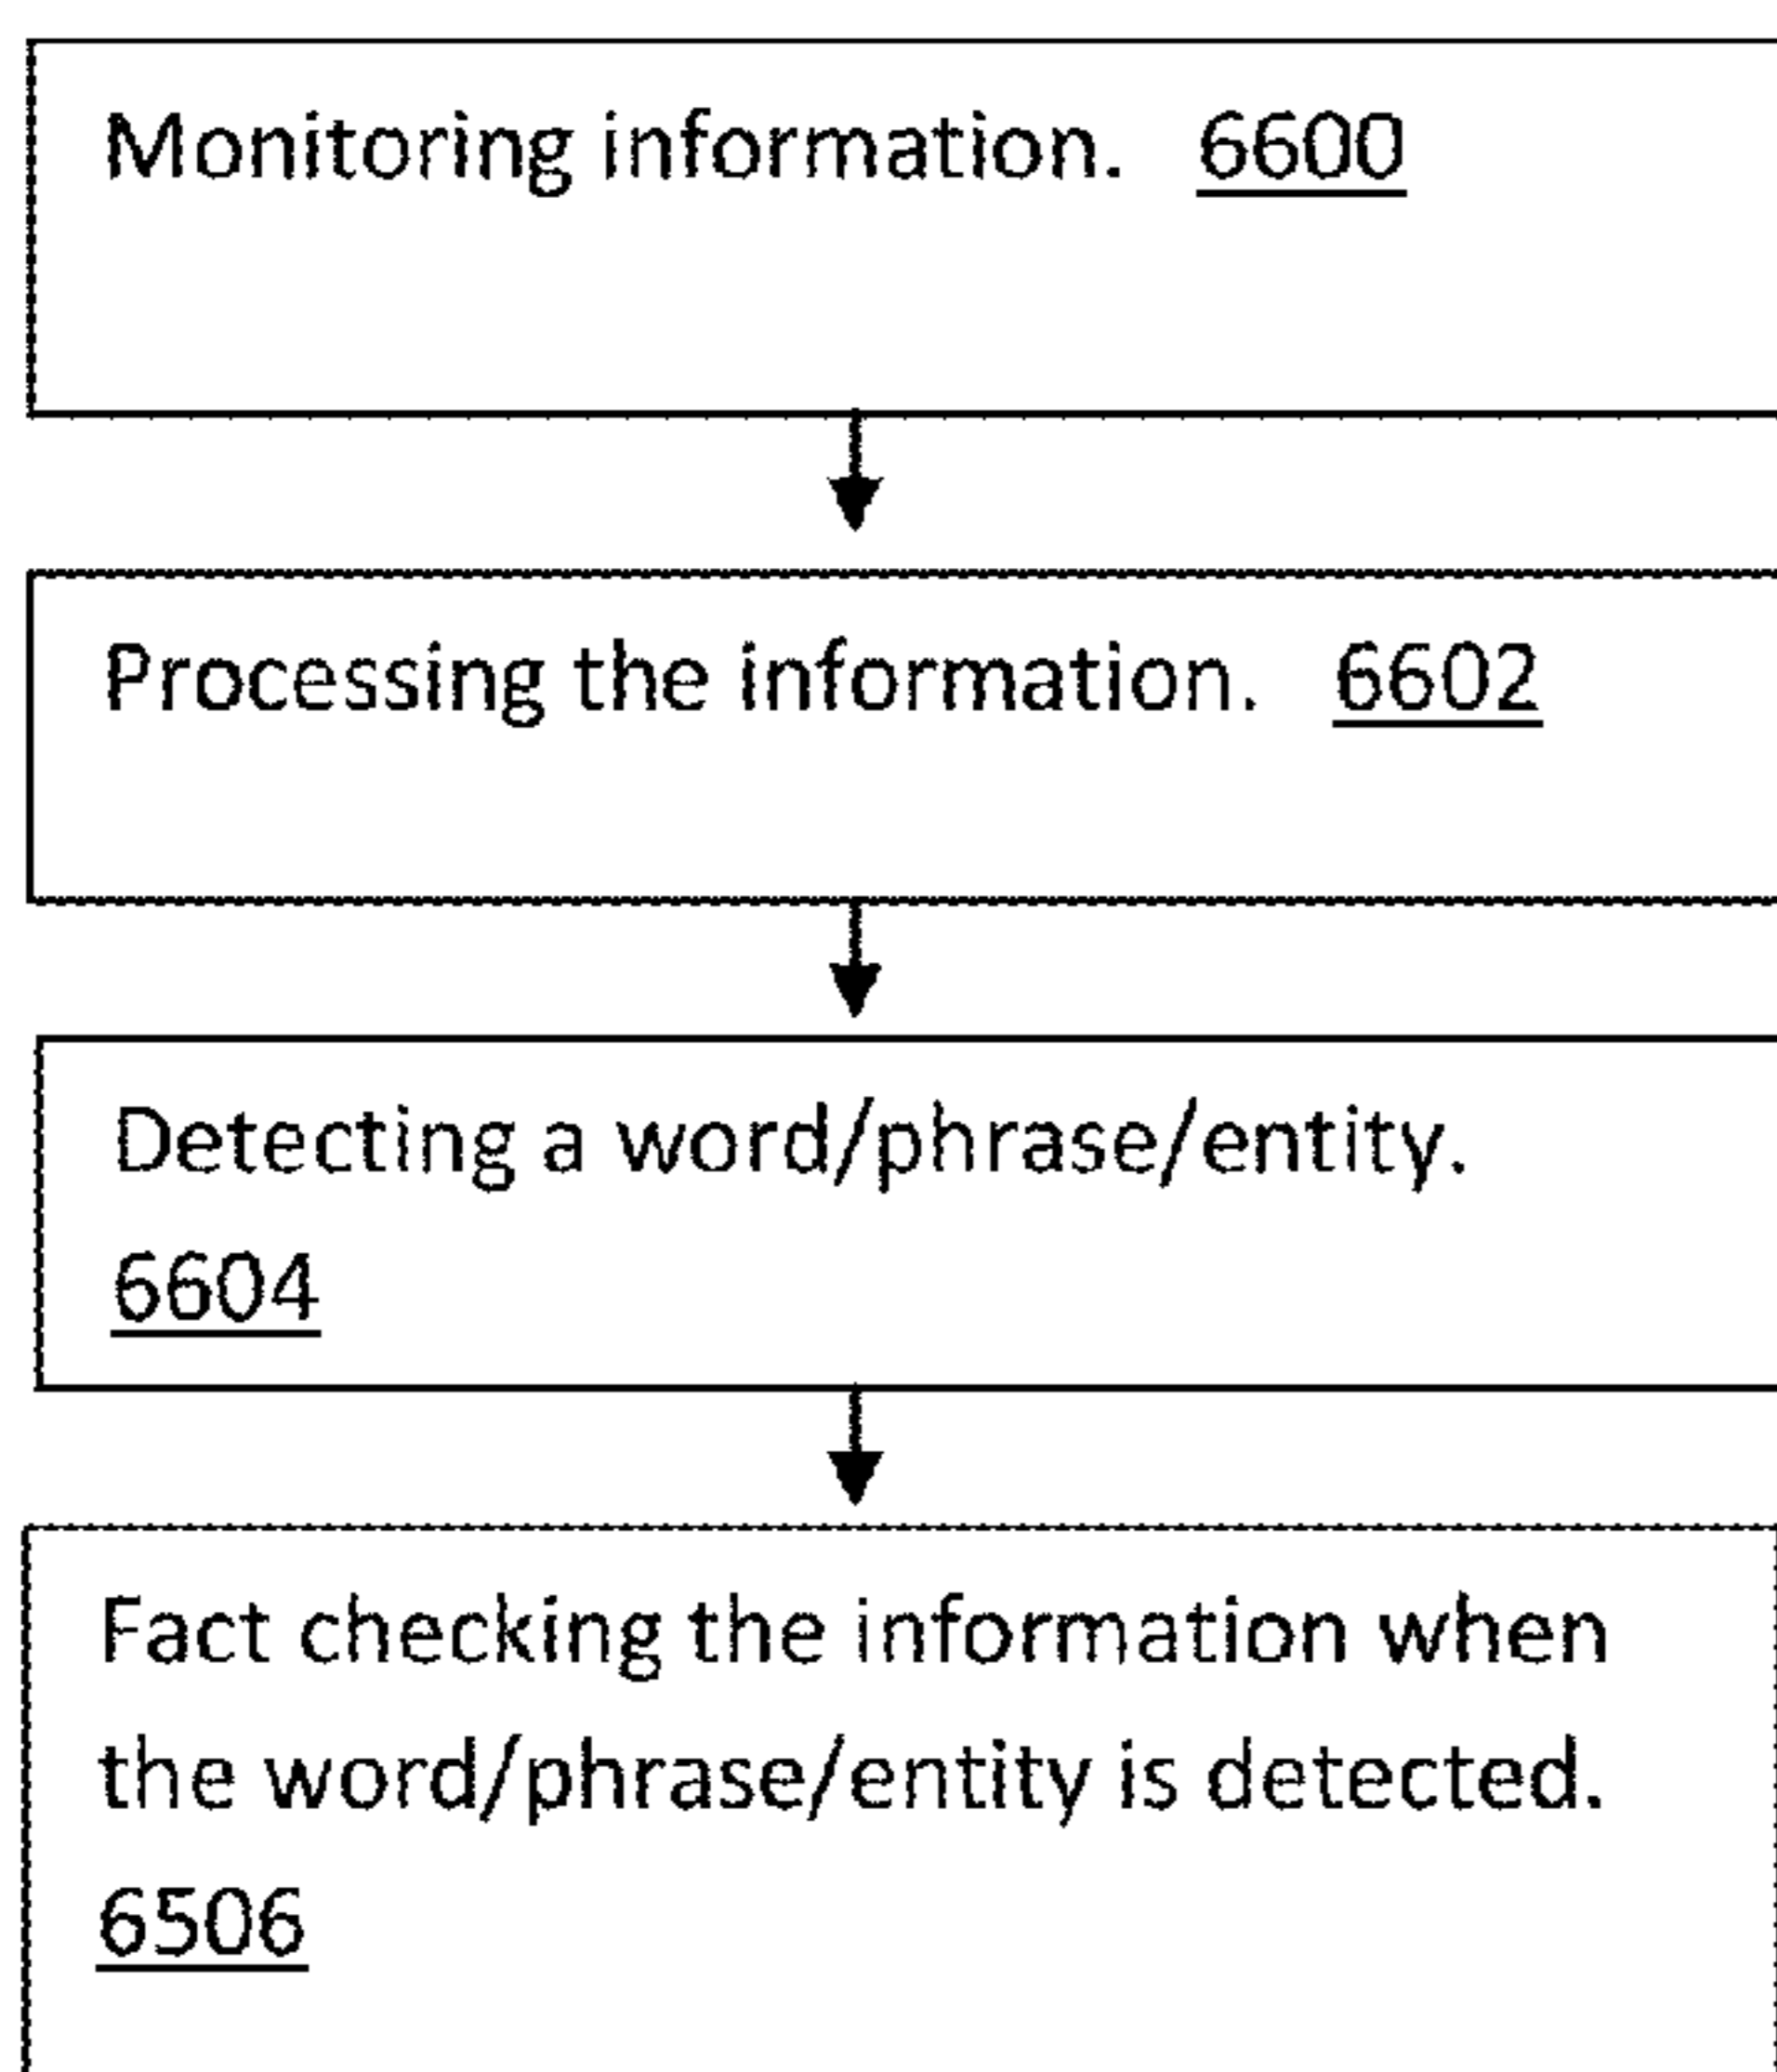 Monitoring information. 6600
Processing the information. 6602
Detecting a word/phrase/entity.
6604
Fact checking the information when
the word/phrase/entity is detected.
6506